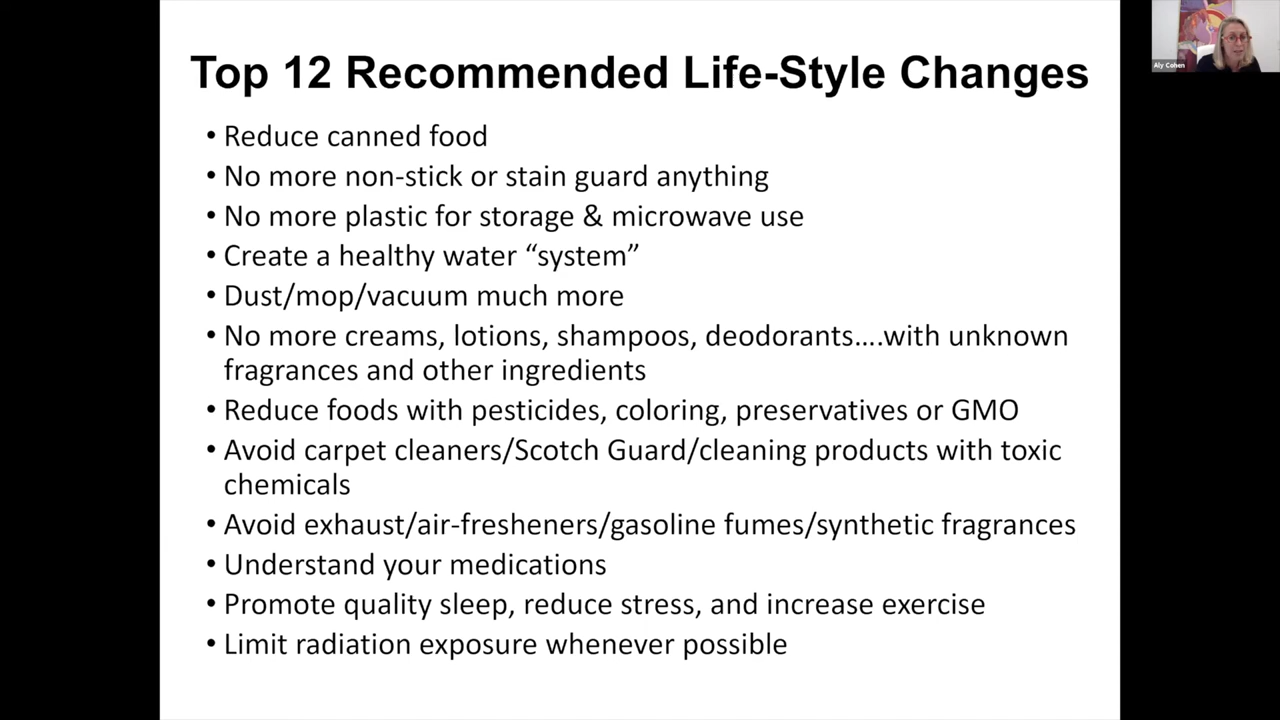 Top 12 Recommended Life-Style Changes
• Reduce canned food
• No more non-stick or stain guard anything
• No more plastic for storage & microwave use
• Create a healthy water “system”
• Dust/mop/vacuum much more
• No more creams, lotions, shampoos, deodorants….with unknown
fragrances and other ingredients
• Reduce foods with pesticides, coloring, preservatives or GMO
• Avoid carpet cleaners/Scotch Guard/cleaning products with toxic
chemicals
• Avoid exhaust/air-fresheners/gasoline fumes/synthetic fragrances
• Understand your medications
• Promote quality sleep, reduce stress, and increase exercise
• Limit radiation exposure whenever possible
Aly Cohen